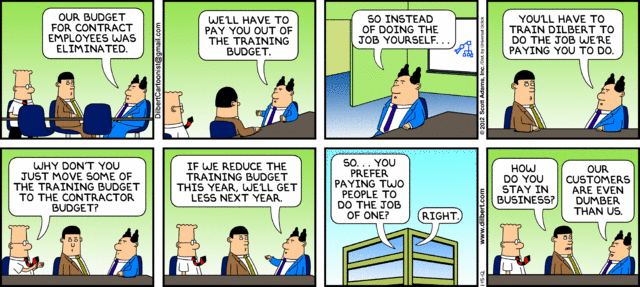 OUR BUDGET
FOR CONTRACT
EMPLOYEES WAS
ELIMINATED.
DilbertCartoonist@gmail.com
WE'LL HAVE TO
PAY YOU OUT OF
THE TRAINING
BUDGET.
SO INSTEAD
OF DOING THE
JOB YOURSELF...
©2012 Scott Adams, Inc. /Dist. by Universal Uclick
YOU'LL HAVE TO
TRAIN DILBERT TO
DO THE JOB WE'RE
PAYING YOU TO DO.
WHY DON'T YOU
JUST MOVE SOME OF
THE TRAINING BUDGET
TO THE CONTRACTOR
BUDGET?
IF WE REDUCE THE
TRAINING BUDGET
THIS YEAR, WE'LL GET
LESS NEXT YEAR.
SO... YOU
PREFER
PAYING TWO
PEOPLE TO
DO THE JOB
OF ONE?
RIGHT.
www.dilbert.com
HOW
DO YOU
STAY IN
BUSINESS?
OUR
CUSTOMERS
ARE EVEN
DUMBER
THAN US.